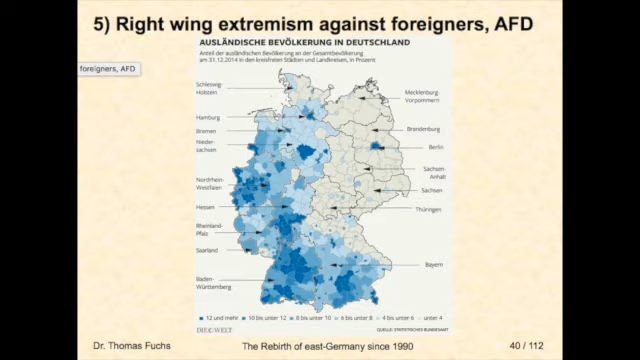 5) Right wing extremism against foreigners, AFD
foreigners, AFD
AUSLÄNDISCHE BEVÖLKERUNG IN DEUTSCHLAND
Anteil der ausländischen Bevölkerung an der Gesamtbevölkerung
am 31.12.2014 in den kreisfreien Städten und Landkreisen, in Prozent
Schleswig-
Holstein
Mecklenburg-
Vorpommern
Hamburg
Bremen
Brandenburg
Nieder-
sachsen
Berlin
Sachsen-
Anhalt
Nordrhein-
Westfalen
Sachsen
Hessen
Thüringen
Rheinland-
Pfalz
Saarland
Bayern
Baden-
Württemberg
12 und mehr 10 bis unter 12 8 bis unter 10 6 bis unter 8 4 bis unter 6 unter 4
DIE WELT
QUELLE: STATISTISCHES BUNDESAMT
Dr. Thomas Fuchs
The Rebirth of east-Germany since 1990
40 / 112